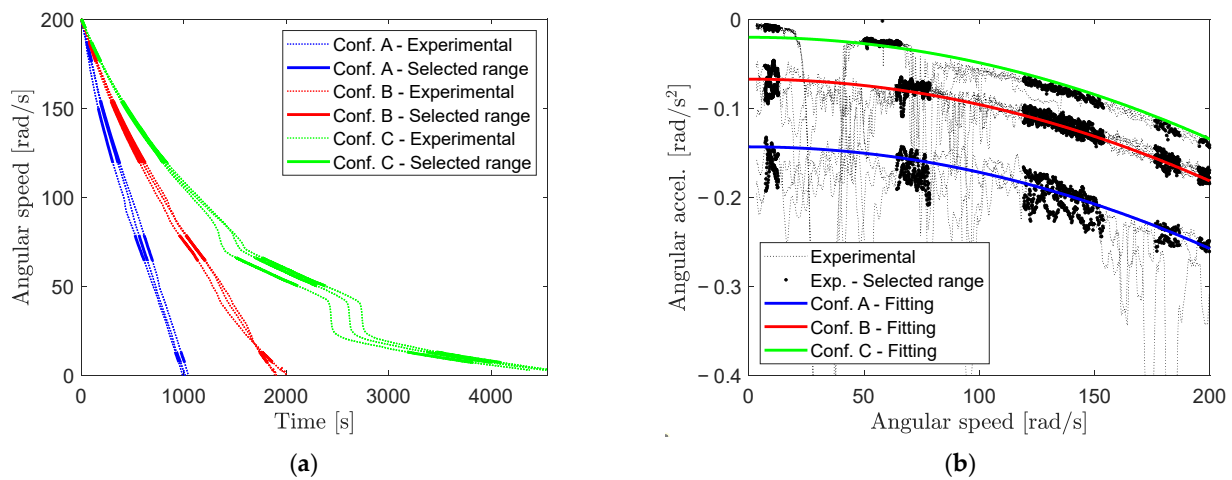 200
150
100
50
0
Angular speed [rad/s]
0
1000
2000
3000
4000
Time [s]
Conf. A - Experimental
Conf. A - Selected range
Conf. B - Experimental
Conf. B - Selected range
Conf. C - Experimental
Conf. C - Selected range
(a)
0
−0.1
−0.2
−0.3
−0.4
Angular accel. [rad/s²]
0
50
100
150
200
Angular speed [rad/s]
Experimental
Exp. - Selected range
Conf. A - Fitting
Conf. B - Fitting
Conf. C - Fitting
(b)